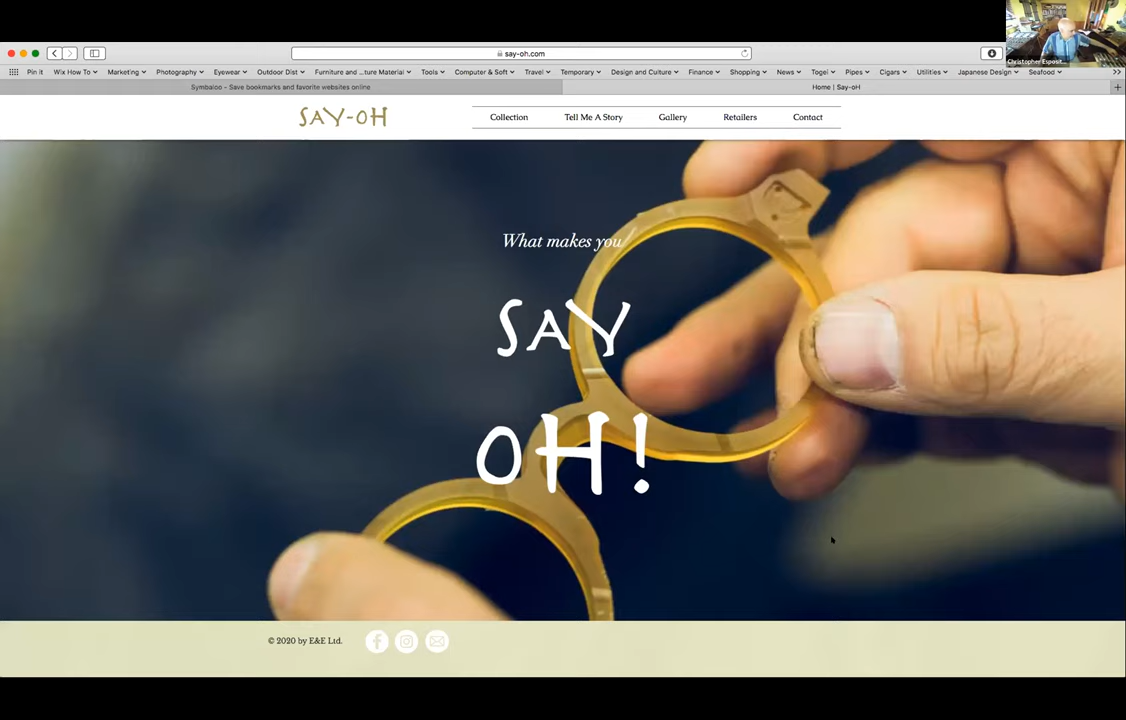 say-oh.com
Pin it Wix How To Marketing Photography Eyewear Outdoor Dist Furniture and ...ture Material Tools Computer & Soft Travel Temporary Design and Culture Finance Shopping News Togei Pipes Cigars Utilities Japanese Design Seafood
Symbaloo - Save bookmarks and favorite websites online
Home | Say-oH
SAY-OH
Collection Tell Me A Story Gallery Retailers Contact
What makes you
SAY
OH!
© 2020 by E&E Ltd.
Christopher Esposit...